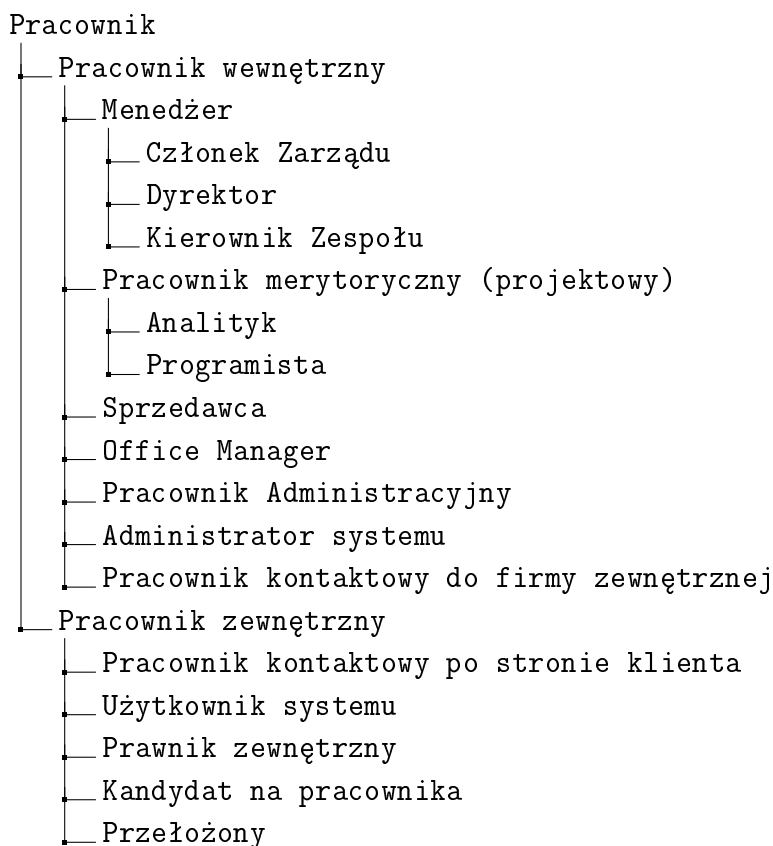 Pracownik
Pracownik wewnętrzny
Menedżer
Członek Zarządu
Dyrektor
Kierownik Zespołu
Pracownik merytoryczny (projektowy)
Analityk
Programista
Sprzedawca
Office Manager
Pracownik Administracyjny
Administrator systemu
Pracownik kontaktowy do firmy zewnętrznej
Pracownik zewnętrzny
Pracownik kontaktowy po stronie klienta
Użytkownik systemu
Prawnik zewnętrzny
Kandydat na pracownika
Przełożony